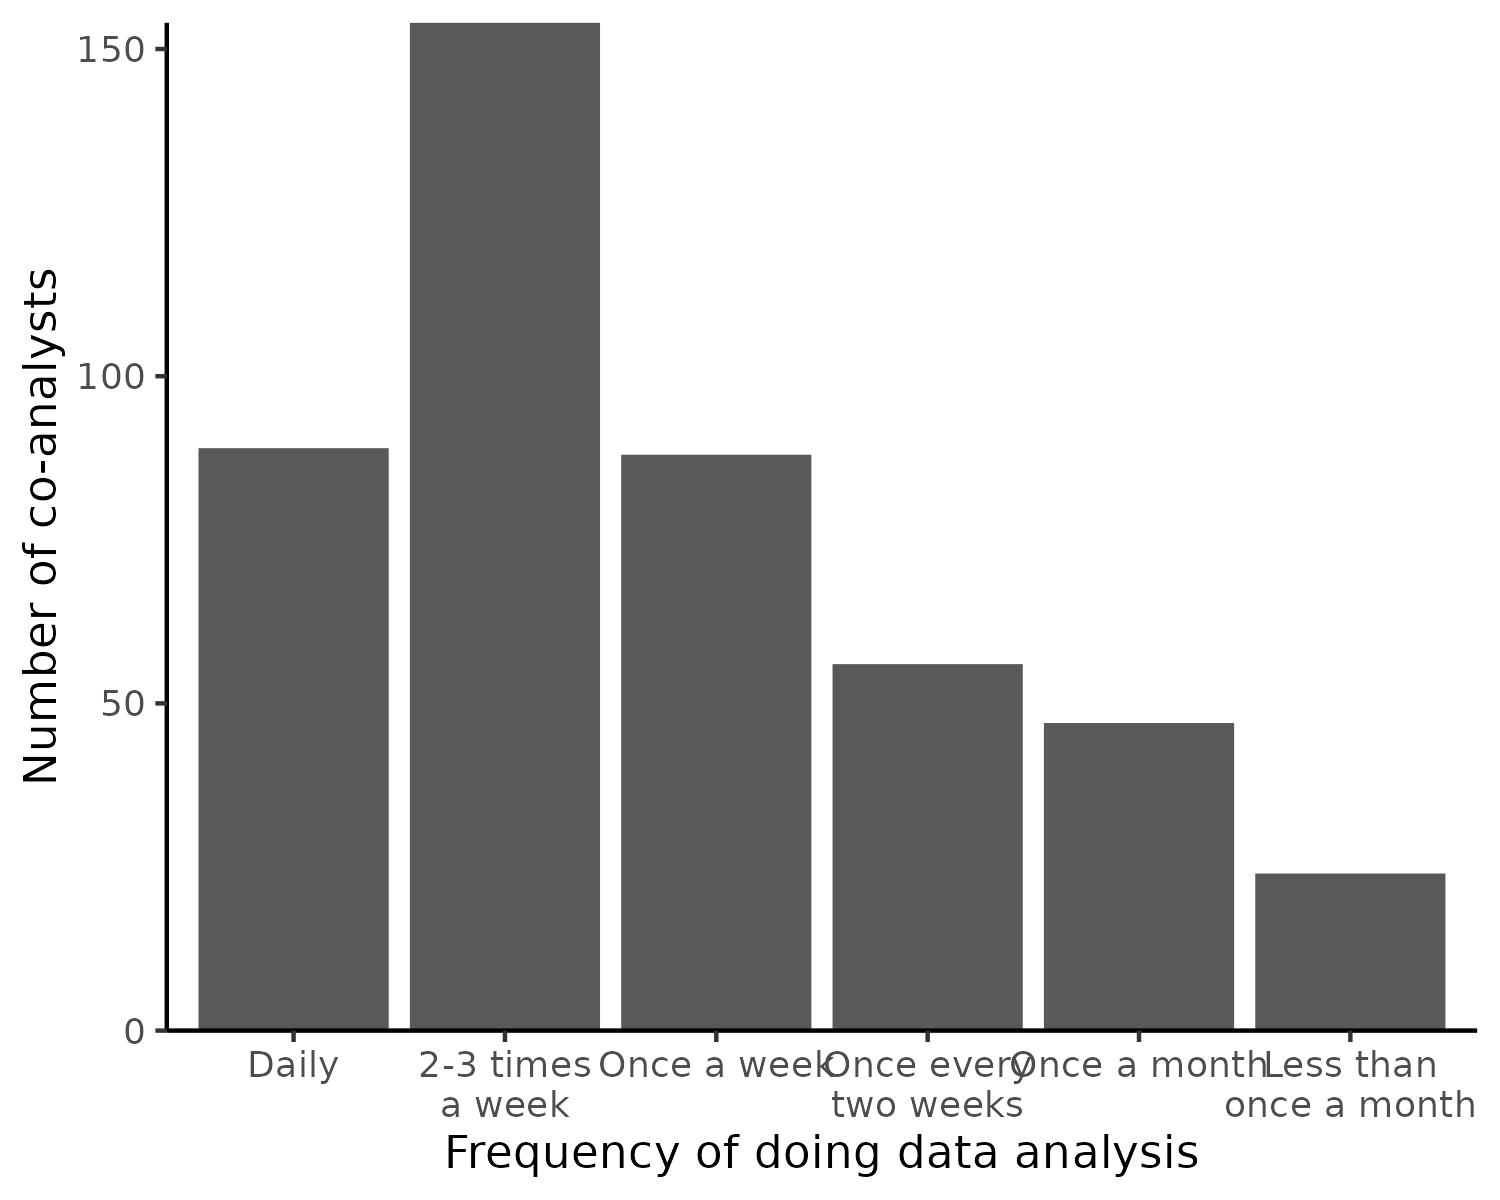 Number of co-analysts
150
100
50
0
Daily
2-3 times
a week
Once a week
Once every
two weeks
Once a month
Less than
once a month
Frequency of doing data analysis